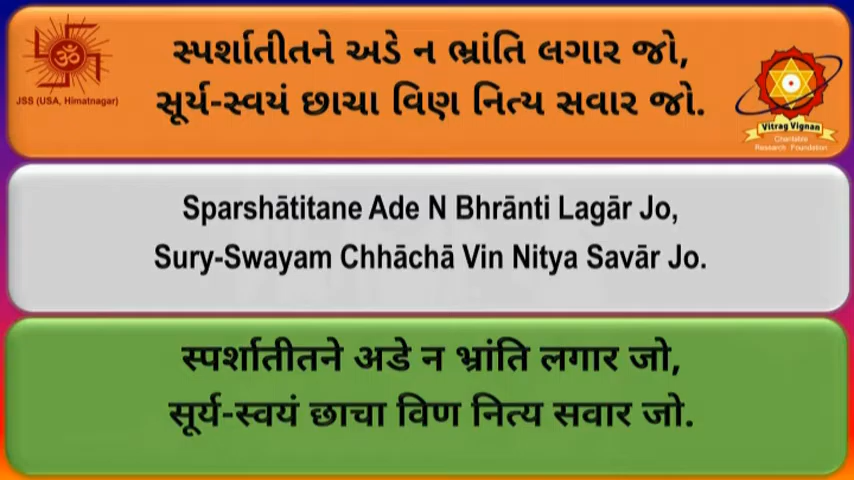 સ્પર્શાતીતને અડે ન ભ્રાંતિ લગાર જો,
સૂર્ય-સ્વયં છાચા વિણ નિત્ય સવાર જો.
JSS (USA, Himatnagar)
Vitrag Vignan
Charitable
Research Foundation
Sparshātitane Ade N Bhrānti Lagār Jo,
Sury-Swayam Chhāchā Vin Nitya Savār Jo.
स्पर्शातीतने अडे न भ्रांति लगार जो,
सूर्य-स्वयं छाचा विण नित्य सवार जो.